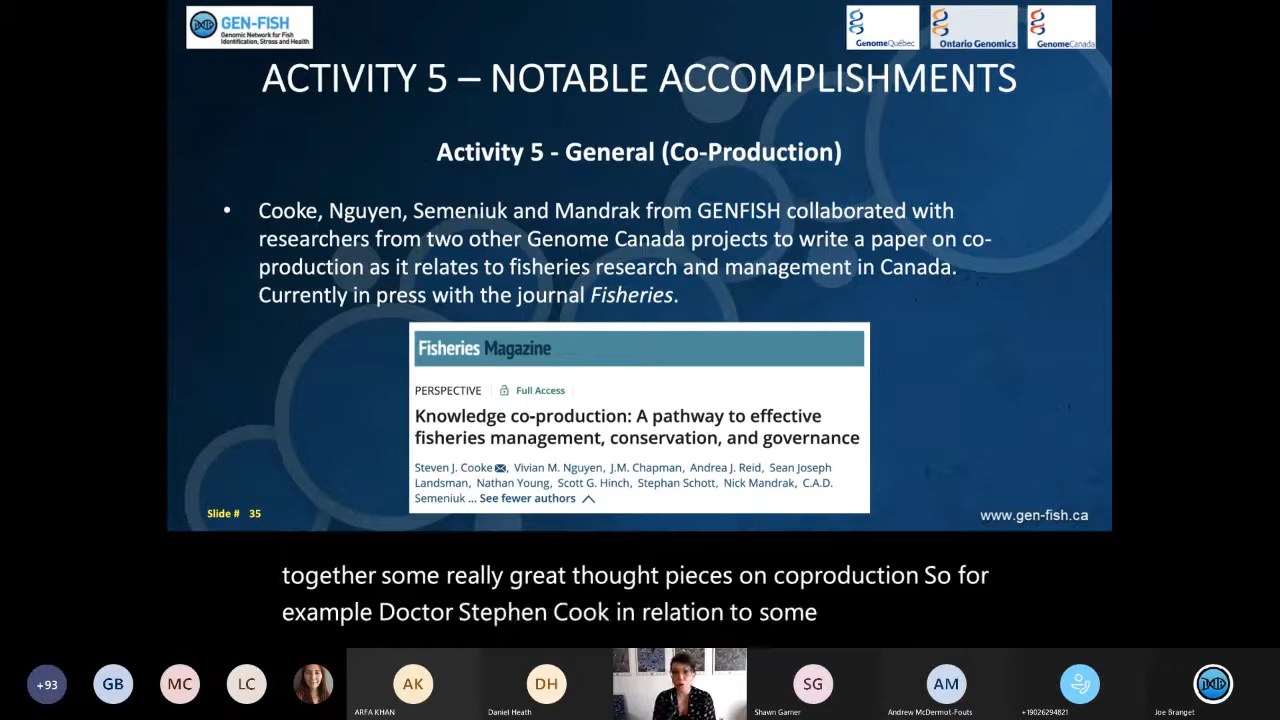 GEN-FISH
Genomic Network for Fish
Identification, Stress and Health
GenomeQuébec
Ontario Genomics
GenomeCanada
ACTIVITY 5 – NOTABLE ACCOMPLISHMENTS
Activity 5 - General (Co-Production)
• Cooke, Nguyen, Semeniuk and Mandrak from GENFISH collaborated with
researchers from two other Genome Canada projects to write a paper on co-
production as it relates to fisheries research and management in Canada.
Currently in press with the journal Fisheries.
Fisheries Magazine
PERSPECTIVE Full Access
Knowledge co-production: A pathway to effective
fisheries management, conservation, and governance
Steven J. Cooke, Vivian M. Nguyen, J.M. Chapman, Andrea J. Reid, Sean Joseph
Landsman, Nathan Young, Scott G. Hinch, Stephan Schott, Nick Mandrak, C.A.D.
Semeniuk ... See fewer authors
Slide # 35
www.gen-fish.ca
together some really great thought pieces on coproduction So for
example Doctor Stephen Cook in relation to some
+93
GB
MC
LC
AK
DH
SG
AM
ARFA KHAN
Daniel Heath
Shawn Garner
Andrew McDermot-Fouts
+19026294821
Joe Branget